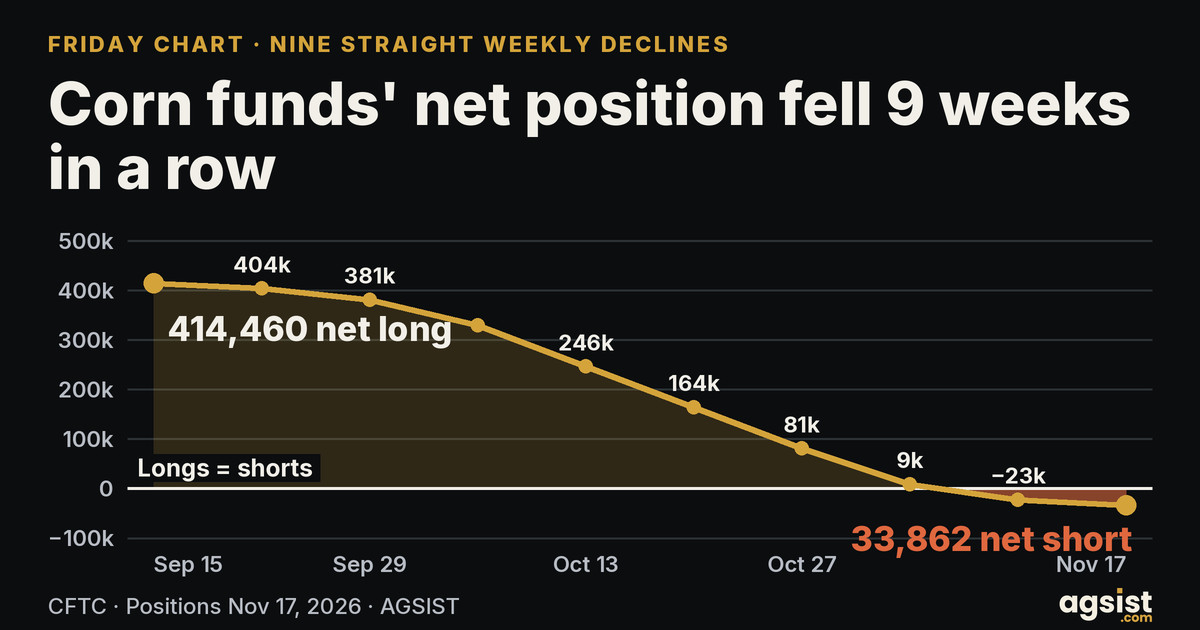 FRIDAY CHART · NINE STRAIGHT WEEKLY DECLINES
Corn funds' net position fell 9 weeks
in a row
500k
400k
300k
200k
100k
0
−100k
404k
381k
246k
164k
81k
9k
−23k
414,460 net long
Longs = shorts
33,862 net short
Sep 15
Sep 29
Oct 13
Oct 27
Nov 17
CFTC · Positions Nov 17, 2026 · AGSIST
agsist
.com